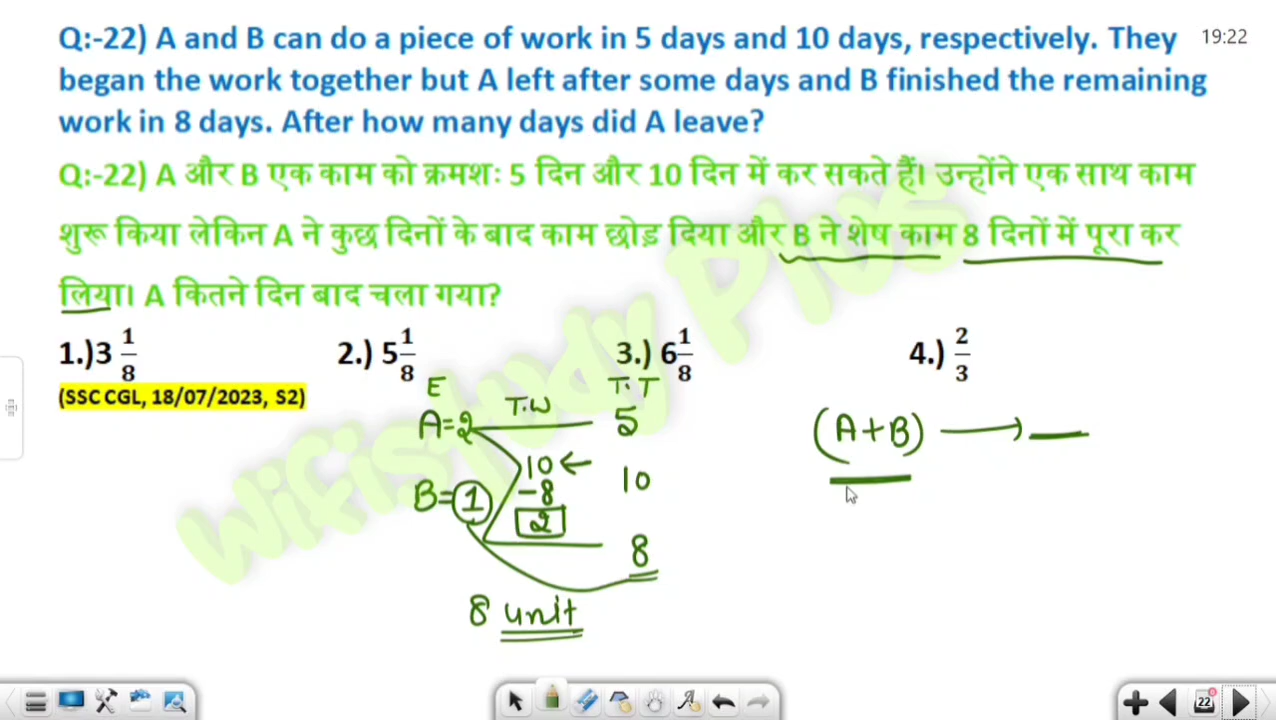 Q:-22) A and B can do a piece of work in 5 days and 10 days, respectively. They
19:22
began the work together but A left after some days and B finished the remaining
work in 8 days. After how many days did A leave?
Q:-22) A और B एक काम को क्रमशः 5 दिन और 10 दिन में कर सकते हैं। उन्होंने एक साथ काम
शुरू किया लेकिन A ने कुछ दिनों के बाद काम छोड़ दिया और B ने शेष काम 8 दिनों में पूरा कर
लिया। A कितने दिन बाद चला गया?
1.)3 1/8 2.) 5 1/8 3.) 6 1/8 4.) 2/3
(SSC CGL, 18/07/2023, S2)
E T.W T.T
A=2 5
(A+B)
10 10
B=1 -8
2
8
8 unit
Wifistudy Plus
22